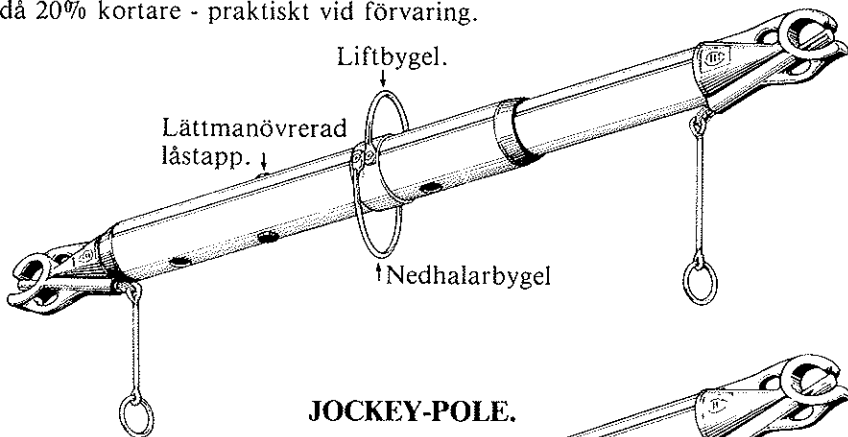 då 20% kortare - praktiskt vid förvaring.
Liftbygel.
Lättmanövrerad
låstapp.
Nedhalarbygel
JOCKEY-POLE.